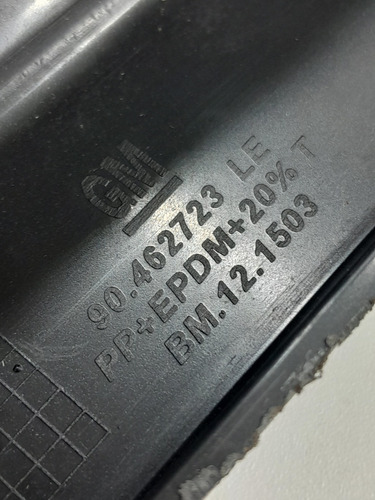 GM
90.462723 LE
PP+EPDM+20% T
BM.12.1503